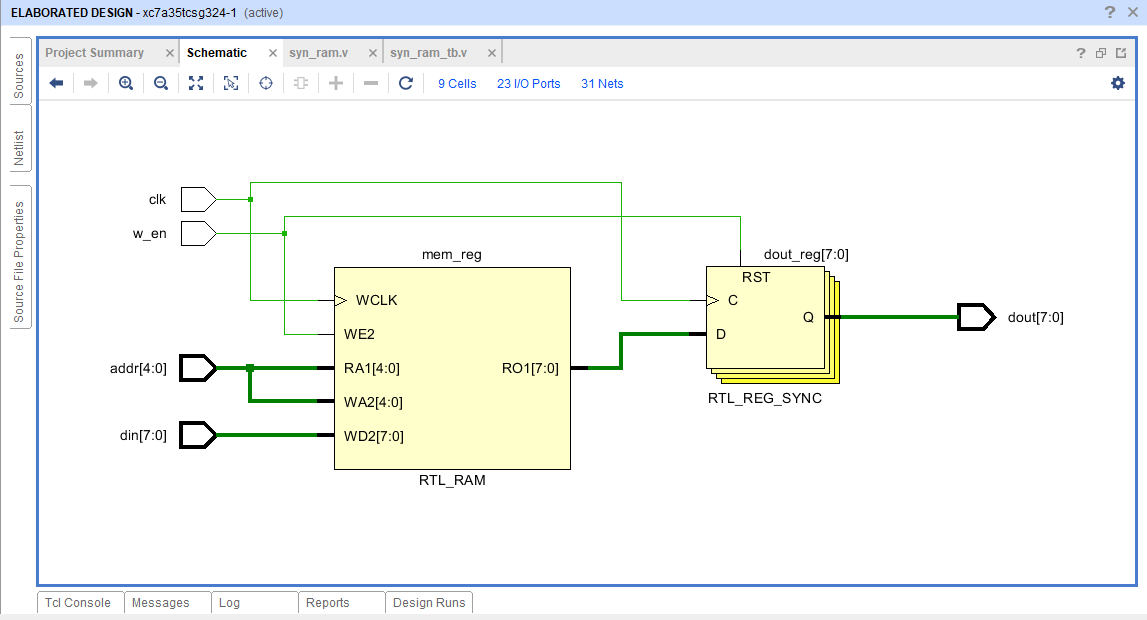 ELABORATED DESIGN - xc7a35tcsg324-1 (active)
? ×
Sources
Netlist
Source File Properties
Project Summary × Schematic × syn_ram.v × syn_ram_tb.v ×
?
9 Cells 23 I/O Ports 31 Nets
clk
w_en
mem_reg
dout_reg[7:0]
RST
WCLK
C
Q
dout[7:0]
WE2
D
addr[4:0]
RA1[4:0]
RO1[7:0]
WA2[4:0]
RTL_REG_SYNC
din[7:0]
WD2[7:0]
RTL_RAM
Tcl Console Messages Log Reports Design Runs